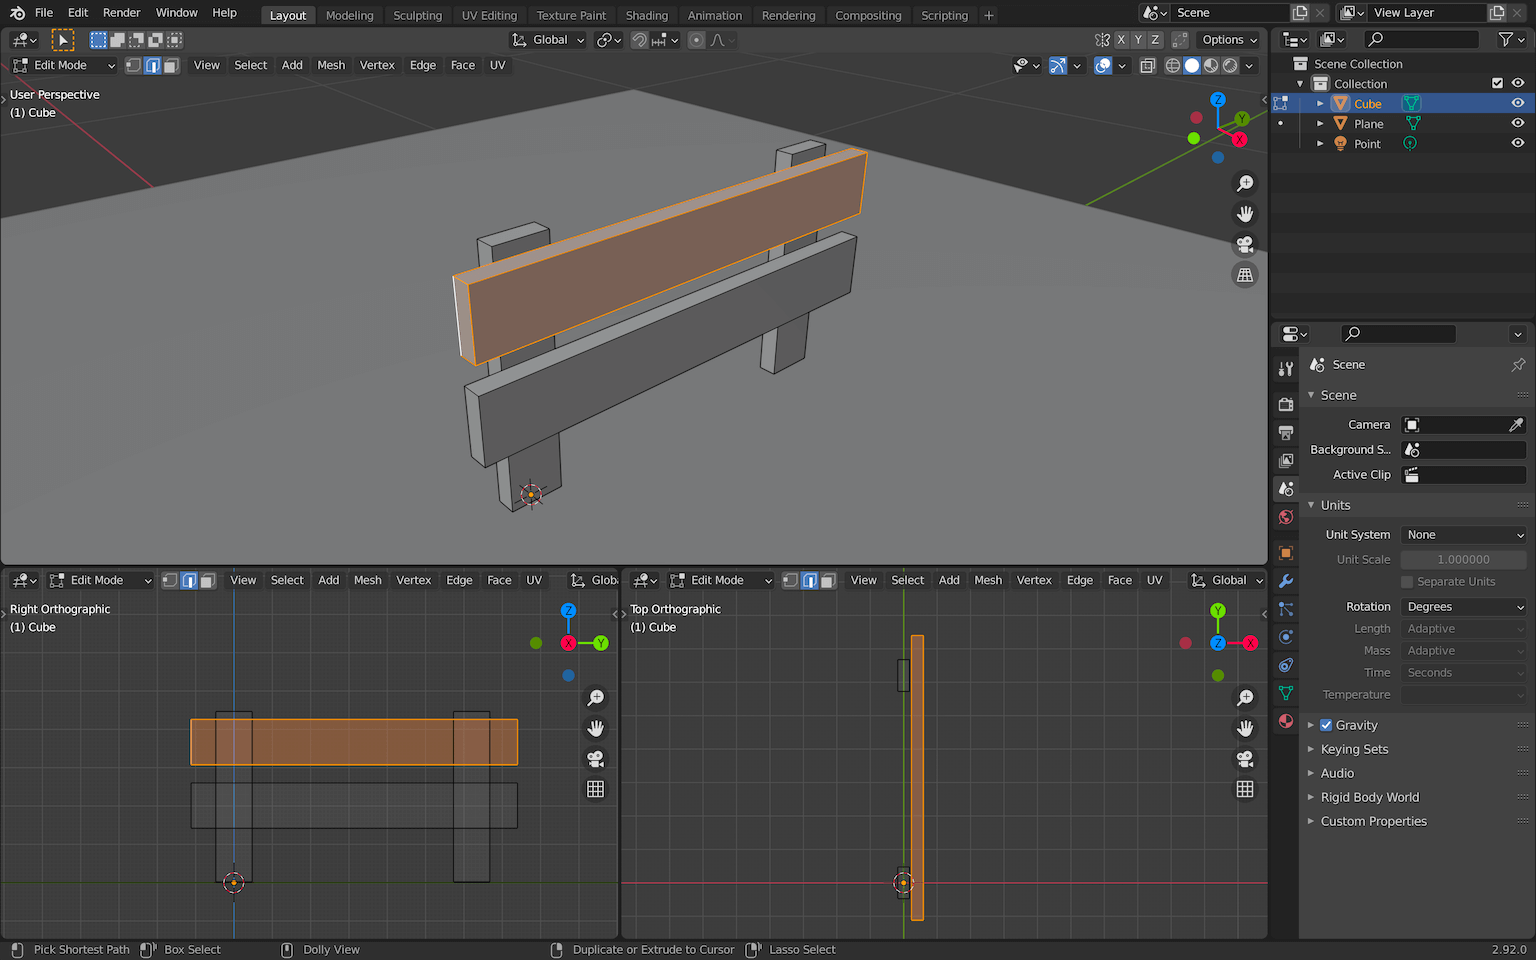 File Edit Render Window Help Layout Modeling Sculpting UV Editing Texture Paint Shading Animation Rendering Compositing Scripting + Scene View Layer
Global X Y Z Options
Edit Mode View Select Add Mesh Vertex Edge Face UV
User Perspective
(1) Cube
Z
Y
X
Scene Collection
Collection
Cube
Plane
Point
Scene
Scene
Camera
Background S...
Active Clip
Units
Unit System None
Unit Scale 1.000000
Separate Units
Rotation Degrees
Length Adaptive
Mass Adaptive
Time Seconds
Temperature
Gravity
Keying Sets
Audio
Rigid Body World
Custom Properties
Edit Mode View Select Add Mesh Vertex Edge Face UV Globa
Right Orthographic
(1) Cube
Z
X Y
Edit Mode View Select Add Mesh Vertex Edge Face UV Global
Top Orthographic
(1) Cube
Y
Z X
Pick Shortest Path Box Select Dolly View Duplicate or Extrude to Cursor Lasso Select 2.92.0